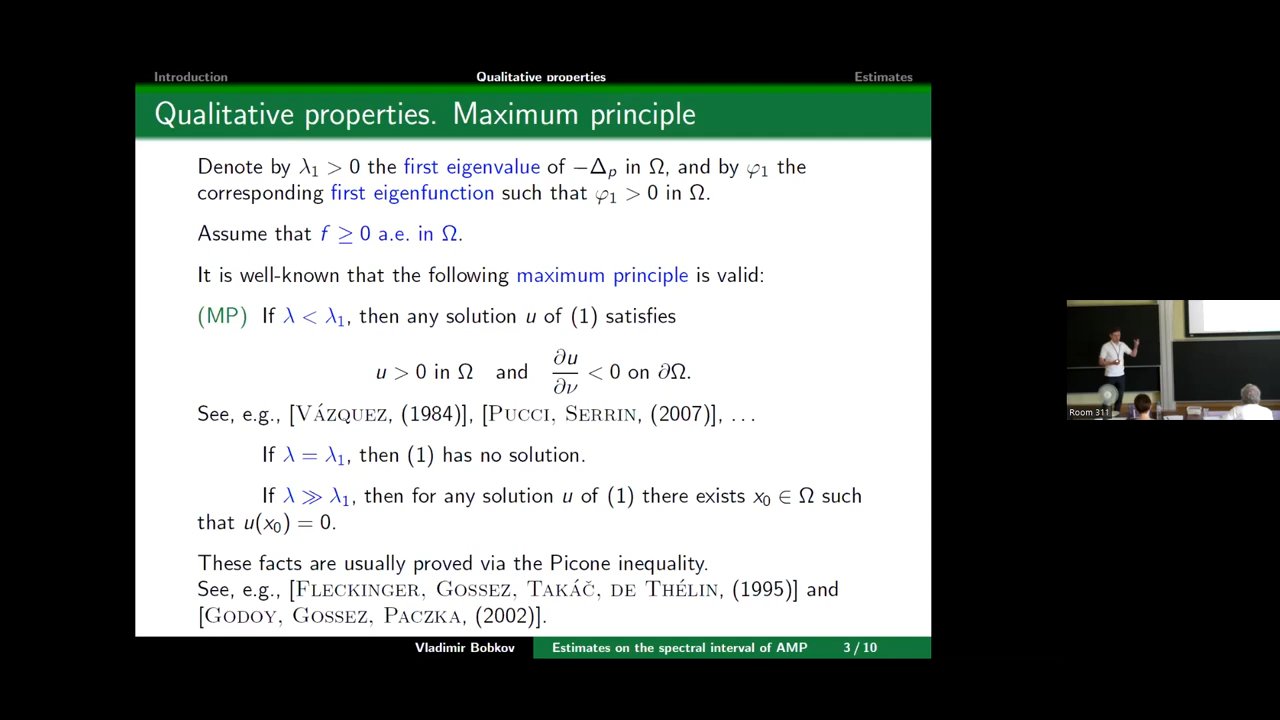 Introduction Qualitative properties Estimates
Qualitative properties. Maximum principle
Denote by λ₁ > 0 the first eigenvalue of −Δₚ in Ω, and by φ₁ the
corresponding first eigenfunction such that φ₁ > 0 in Ω.
Assume that f ≥ 0 a.e. in Ω.
It is well-known that the following maximum principle is valid:
(MP) If λ < λ₁, then any solution u of (1) satisfies
u > 0 in Ω and ∂u/∂ν < 0 on ∂Ω.
See, e.g., [VÁZQUEZ, (1984)], [PUCCI, SERRIN, (2007)], ...
If λ = λ₁, then (1) has no solution.
If λ ≫ λ₁, then for any solution u of (1) there exists x₀ ∈ Ω such
that u(x₀) = 0.
These facts are usually proved via the Picone inequality.
See, e.g., [FLECKINGER, GOSSEZ, TAKÁČ, DE THÉLIN, (1995)] and
[GODOY, GOSSEZ, PACZKA, (2002)].
Vladimir Bobkov Estimates on the spectral interval of AMP 3 / 10
Room 311